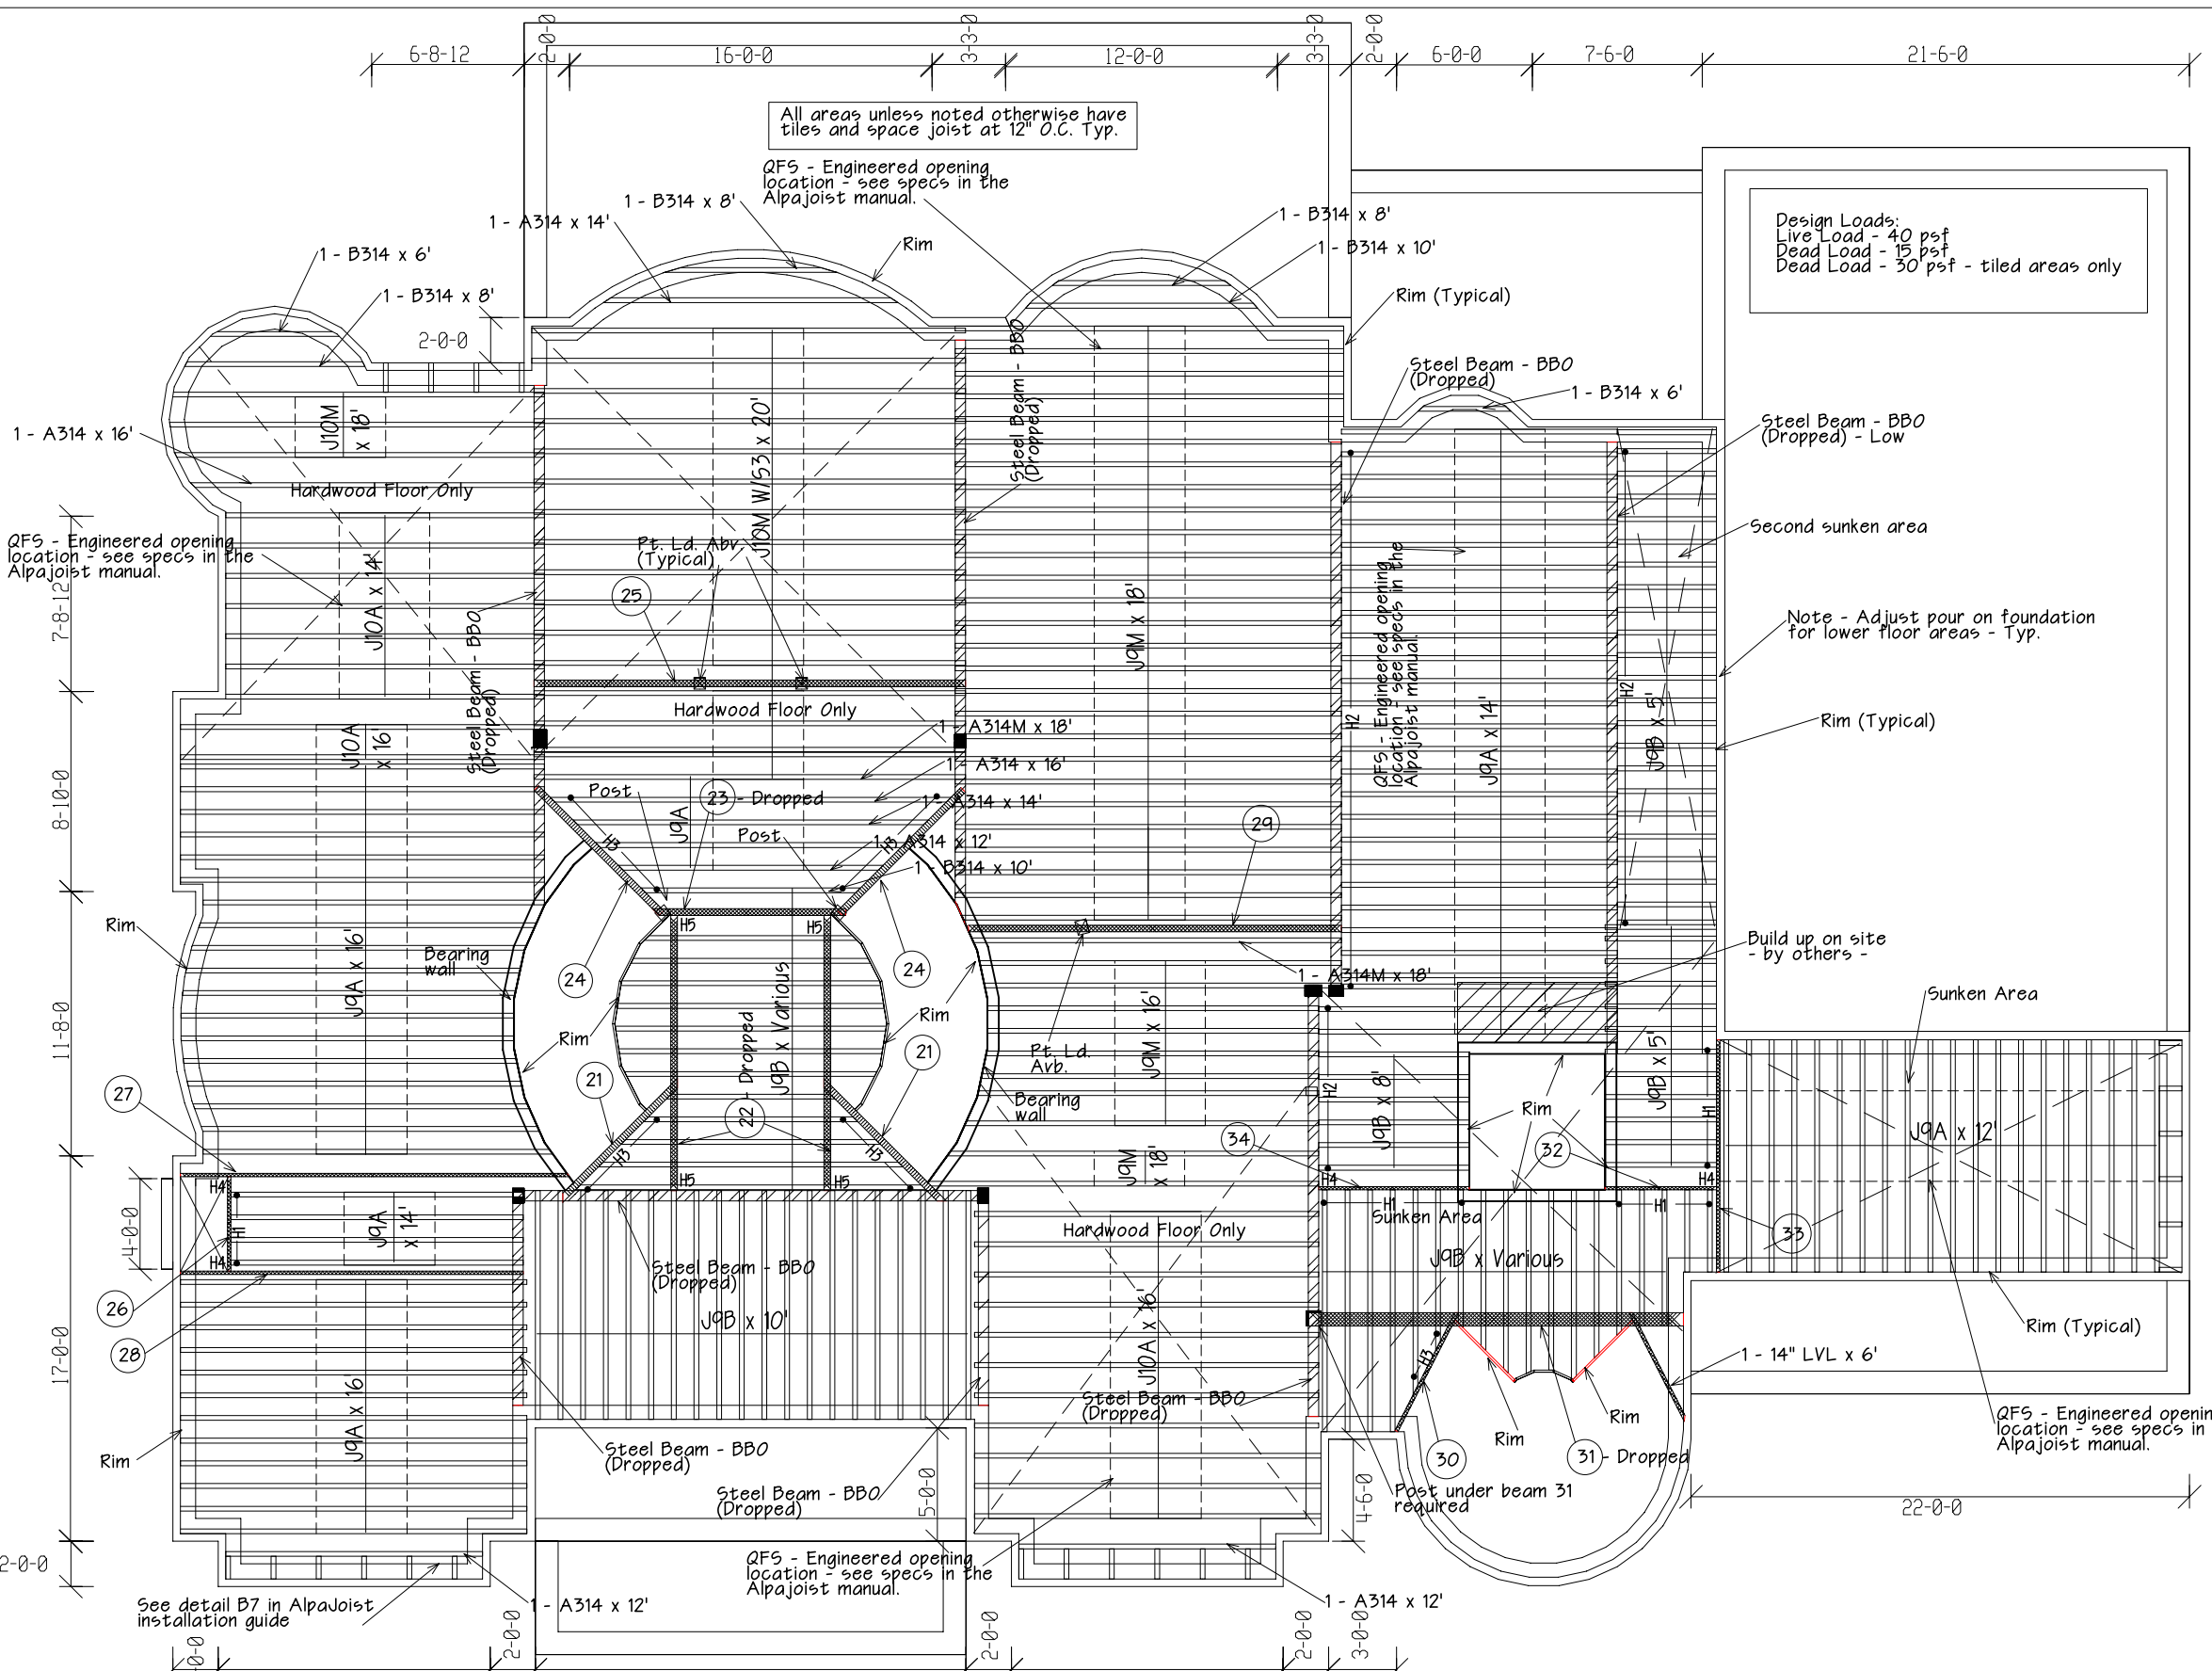 6-8-12
2-0-0
16-0-0
3-3-0
12-0-0
3-3-0
2-0-0
6-0-0
7-6-0
21-6-0
All areas unless noted otherwise have
tiles and space joist at 12" O.C. Typ.
QFS - Engineered opening
location - see specs in the
Alpajoist manual.
Design Loads:
Live Load - 40 psf
Dead Load - 15 psf
Dead Load - 30 psf - tiled areas only
1 - B314 x 8'
1 - A314 x 14'
Rim
1 - B314 x 8'
1 - B314 x 10'
1 - B314 x 6'
1 - B314 x 8'
2-0-0
Rim (Typical)
Steel Beam - BBO
(Dropped)
1 - B314 x 6'
Steel Beam - BBO
(Dropped) - Low
1 - A314 x 16'
J10M
x 18'
Hardwood Floor Only
J10M W/S3 x 20'
Steel Beam - BBO
(Dropped)
Second sunken area
QFS - Engineered opening
location - see specs in the
Alpajoist manual.
7-8-12
J10A x 14'
Pt. Ld. Abv.
(Typical)
25
J9M x 18'
QFS - Engineered opening
location - see specs in the
Alpajoist manual.
Note - Adjust pour on foundation
for lower floor areas - Typ.
Steel Beam - BBO
(Dropped)
Hardwood Floor Only
H2
H2
J9B x 5'
Rim (Typical)
J10A
x 16'
1 - A314M x 18'
1 - A314 x 16'
J9A x 14'
8-10-0
Post
23 - Dropped
1 - A314 x 14'
J9A
Post
29
H3
H3
1 - A314 x 12'
1 - B314 x 10'
Rim
H5
H5
Bearing
wall
24
24
Build up on site
- by others -
1 - A314M x 18'
Sunken Area
J9A x 16'
J9B x Various
Rim
11-8-0
Rim
22 - Dropped
21
21
Pt. Ld.
Avb.
J9M x 16'
H2
J9B x 8'
J9B x 5'
H1
27
Bearing
wall
Rim
J9A x 12'
34
32
H3
H3
J9M
x 18'
H4
H5
H5
H4
H4
4-0-0
H1
J9A
x 14'
H1
H1
Sunken Area
Hardwood Floor Only
33
H4
Steel Beam - BBO
(Dropped)
J9B x Various
26
28
J9B x 10'
17-0-0
J10A x 16'
Rim (Typical)
H3
1 - 14" LVL x 6'
J9A x 16'
Steel Beam - BBO
(Dropped)
Rim
Rim
Rim
Steel Beam - BBO
(Dropped)
30
31 - Dropped
QFS - Engineered openin
location - see specs in
Alpajoist manual.
Steel Beam - BBO
(Dropped)
5-0-0
4-6-0
Post under beam 31
required
22-0-0
2-0-0
QFS - Engineered opening
location - see specs in the
Alpajoist manual.
See detail B7 in AlpaJoist
installation guide
1 - A314 x 12'
1 - A314 x 12'
2-0-0
2-0-0
2-0-0
3-0-0